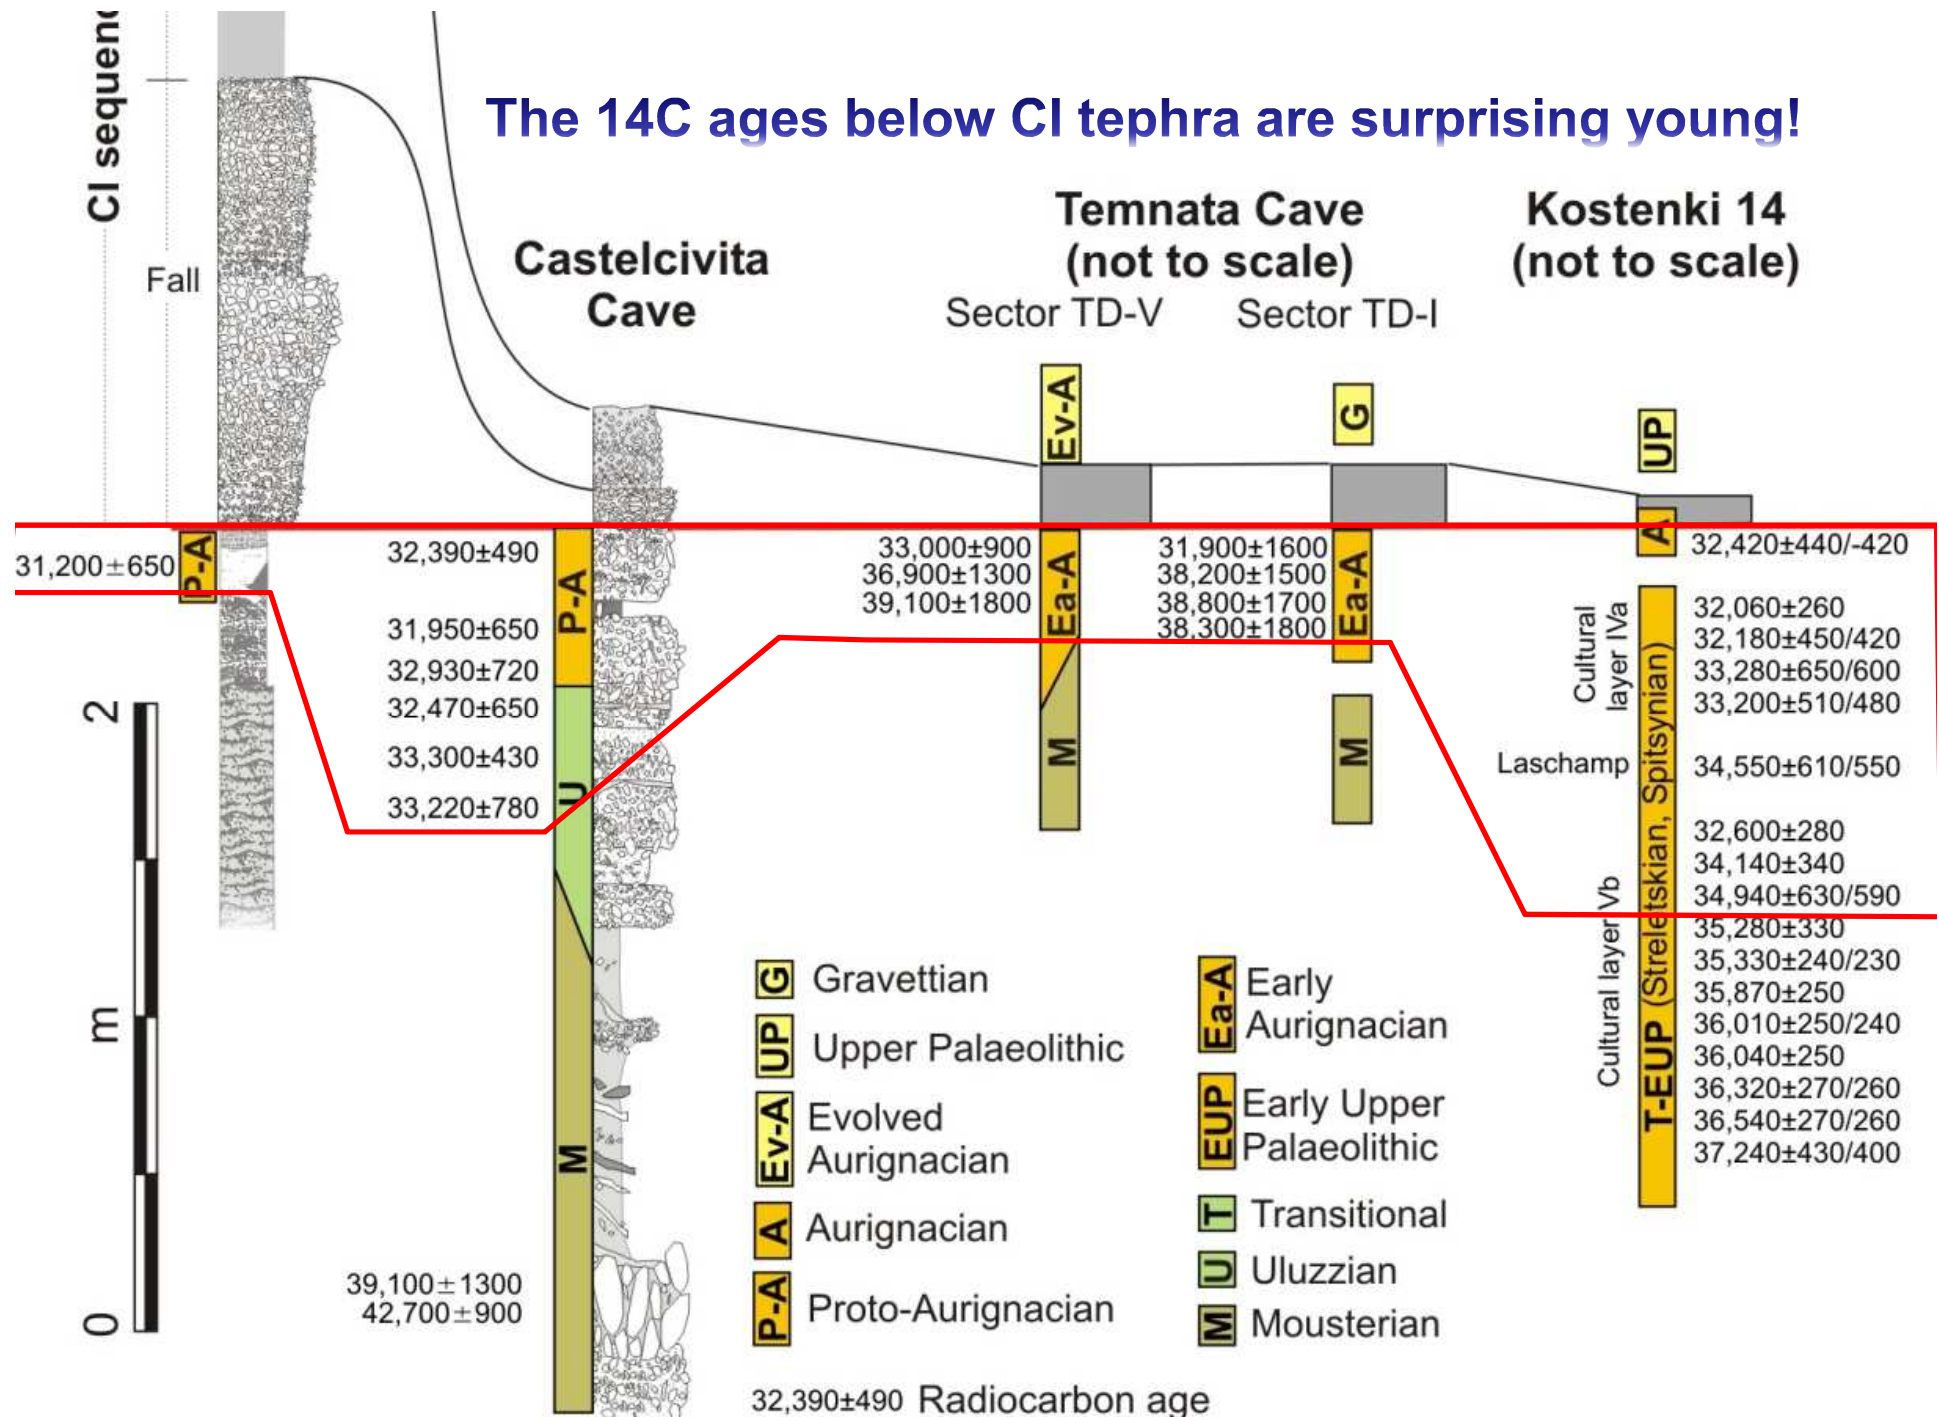 The 14C ages below CI tephra are surprising young!
CI sequenc
Fall
Castelcivita
Cave
Temnata Cave
(not to scale)
Sector TD-V
Sector TD-I
Kostenki 14
(not to scale)
Ev-A
G
UP
31,200±650
P-A
32,390±490
31,950±650
32,930±720
32,470±650
33,300±430
33,220±780
P-A
U
M
39,100±1300
42,700±900
33,000±900
36,900±1300
39,100±1800
Ea-A
M
31,900±1600
38,200±1500
38,800±1700
38,300±1800
Ea-A
M
A
32,420±440/-420
Cultural
layer IVa
32,060±260
32,180±450/420
33,280±650/600
33,200±510/480
Laschamp
34,550±610/550
Cultural layer Vb
T-EUP (Streletskian, Spitsynian)
32,600±280
34,140±340
34,940±630/590
35,280±330
35,330±240/230
35,870±250
36,010±250/240
36,040±250
36,320±270/260
36,540±270/260
37,240±430/400
2
m
0
G Gravettian
UP Upper Palaeolithic
Ev-A Evolved
Aurignacian
A Aurignacian
P-A Proto-Aurignacian
Ea-A Early
Aurignacian
EUP Early Upper
Palaeolithic
T Transitional
U Uluzzian
M Mousterian
32,390±490 Radiocarbon age